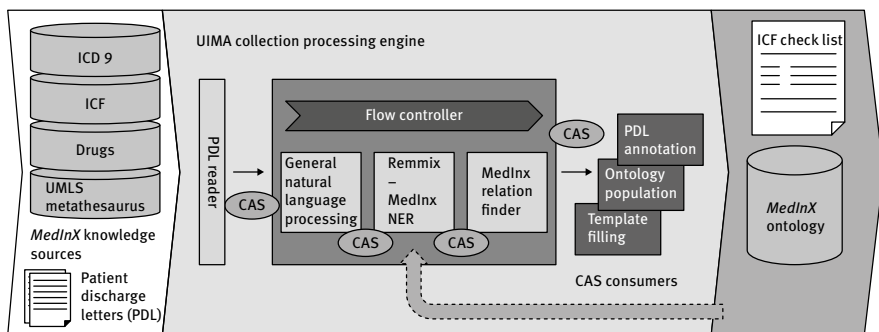 ICD 9
ICF
Drugs
UMLS
metathesaurus
MedInX knowledge
sources
Patient
discharge
letters (PDL)
UIMA collection processing engine
PDL reader
CAS
Flow controller
General
natural
language
processing
CAS
Remmix
–
MedInx
NER
CAS
MedInx
relation
finder
CAS
PDL
annotation
Ontology
population
Template
filling
CAS consumers
ICF check list
MedInX
ontology